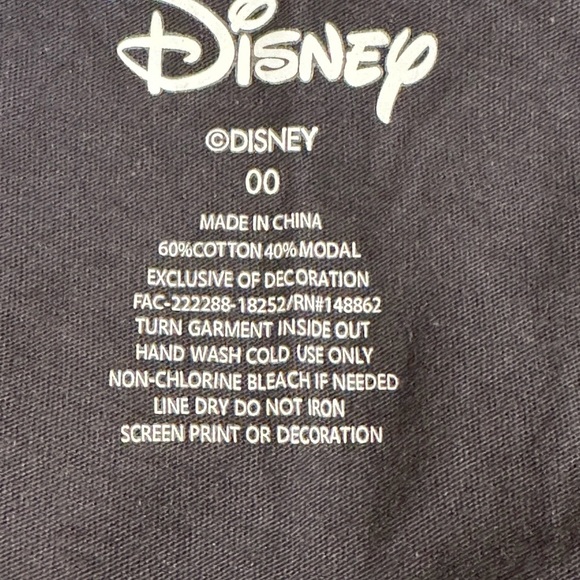 Disney
©DISNEY
00
MADE IN CHINA
60%COTTON 40%MODAL
EXCLUSIVE OF DECORATION
FAC-222288-18252/RN#148862
TURN GARMENT INSIDE OUT
HAND WASH COLD USE ONLY
NON-CHLORINE BLEACH IF NEEDED
LINE DRY DO NOT IRON
SCREEN PRINT OR DECORATION